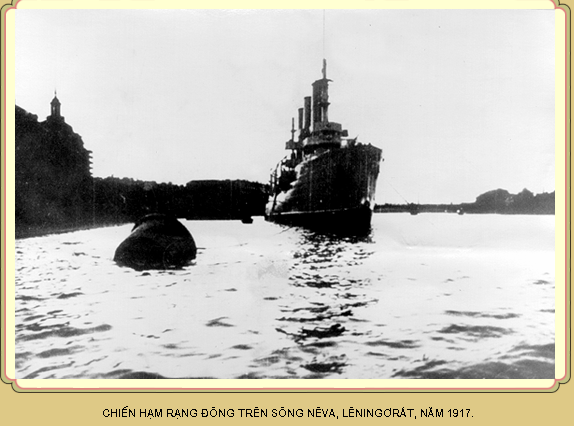 CHIẾN HẠM RẠNG ĐÔNG TRÊN SÔNG NÊVA, LÊNINGƠRÁT, NĂM 1917.